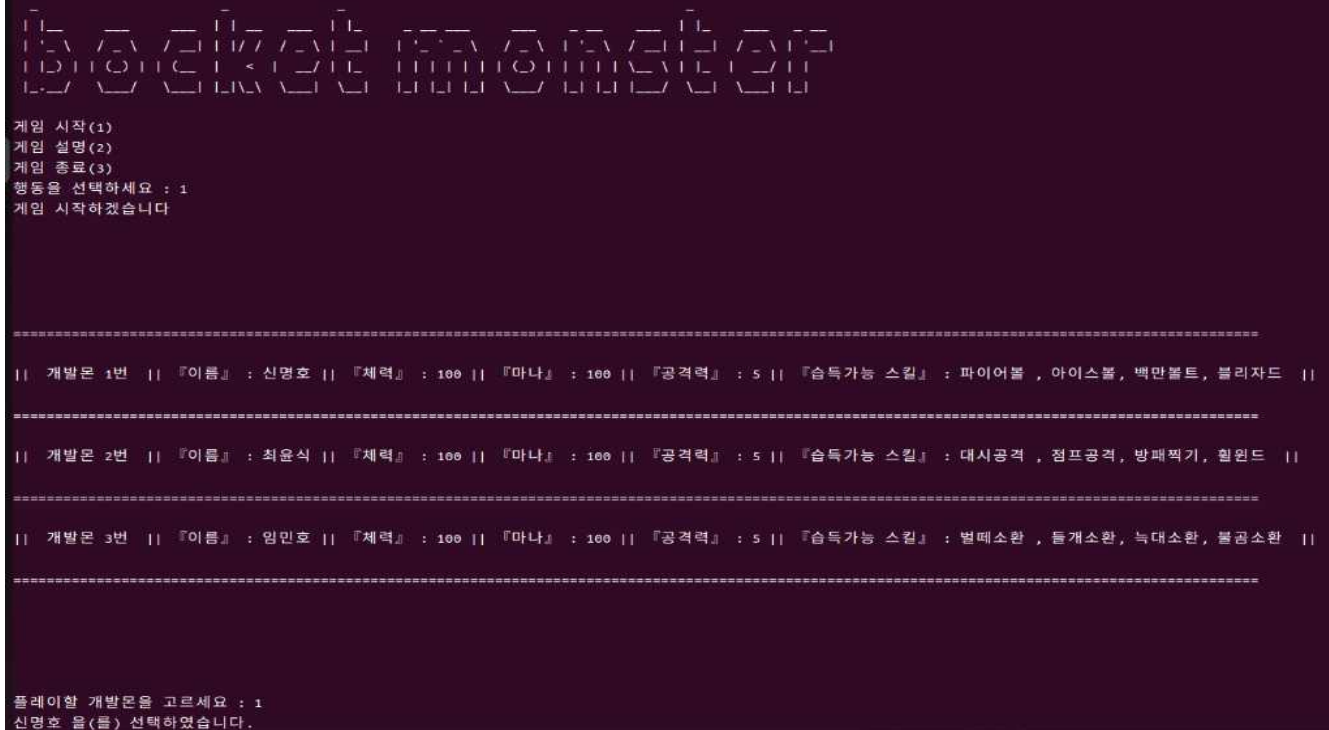 bocket monster
게임 시작(1)
게임 설명(2)
게임 종료(3)
행동을 선택하세요 : 1
게임 시작하겠습니다
|| 개발몬 1번 || 『이름』 : 신명호 || 『체력』 : 100 || 『마나』 : 100 || 『공격력』 : 5 || 『습득가능 스킬』 : 파이어볼 , 아이스볼, 백만볼트, 블리자드 ||
|| 개발몬 2번 || 『이름』 : 최윤식 || 『체력』 : 100 || 『마나』 : 100 || 『공격력』 : 5 || 『습득가능 스킬』 : 대시공격 , 점프공격, 방패찍기, 휠윈드 ||
|| 개발몬 3번 || 『이름』 : 임민호 || 『체력』 : 100 || 『마나』 : 100 || 『공격력』 : 5 || 『습득가능 스킬』 : 벌떼소환 , 들개소환, 늑대소환, 불곰소환 ||
플레이할 개발몬을 고르세요 : 1
신명호 을(를) 선택하였습니다.